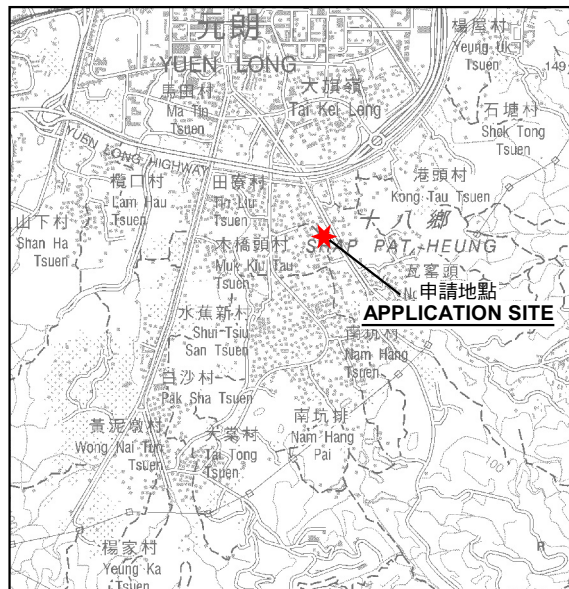 元朗
YUEN LONG
楊屋村
Yeung Uk
Tsuen
149
馬田村
Ma Tin
Tsuen
大旗嶺
Tai Kei Leng
石塘村
Shek Tong
Tsuen
YUEN LONG HIGHWAY
欖口村
Lam Hau
Tsuen
田寮村
Tin Liu
Tsuen
港頭村
Kong Tau Tsuen
山下村
Shan Ha
Tsuen
十八鄉
PAT HEUNG
木橋頭村
Muk Kiu Tau
Tsuen
瓦窰頭
申請地點
APPLICATION SITE
水蕉新村
Shui Tsiu
San Tsuen
南坑村
Nam Hang
Tsuen
白沙村
Pak Sha Tsuen
黃泥墩村
Wong Nai Tun
Tsuen
大棠村
Tai Tong
Tsuen
南坑排
Nam Hang
Pai
楊家村
Yeung Ka
Tsuen
R